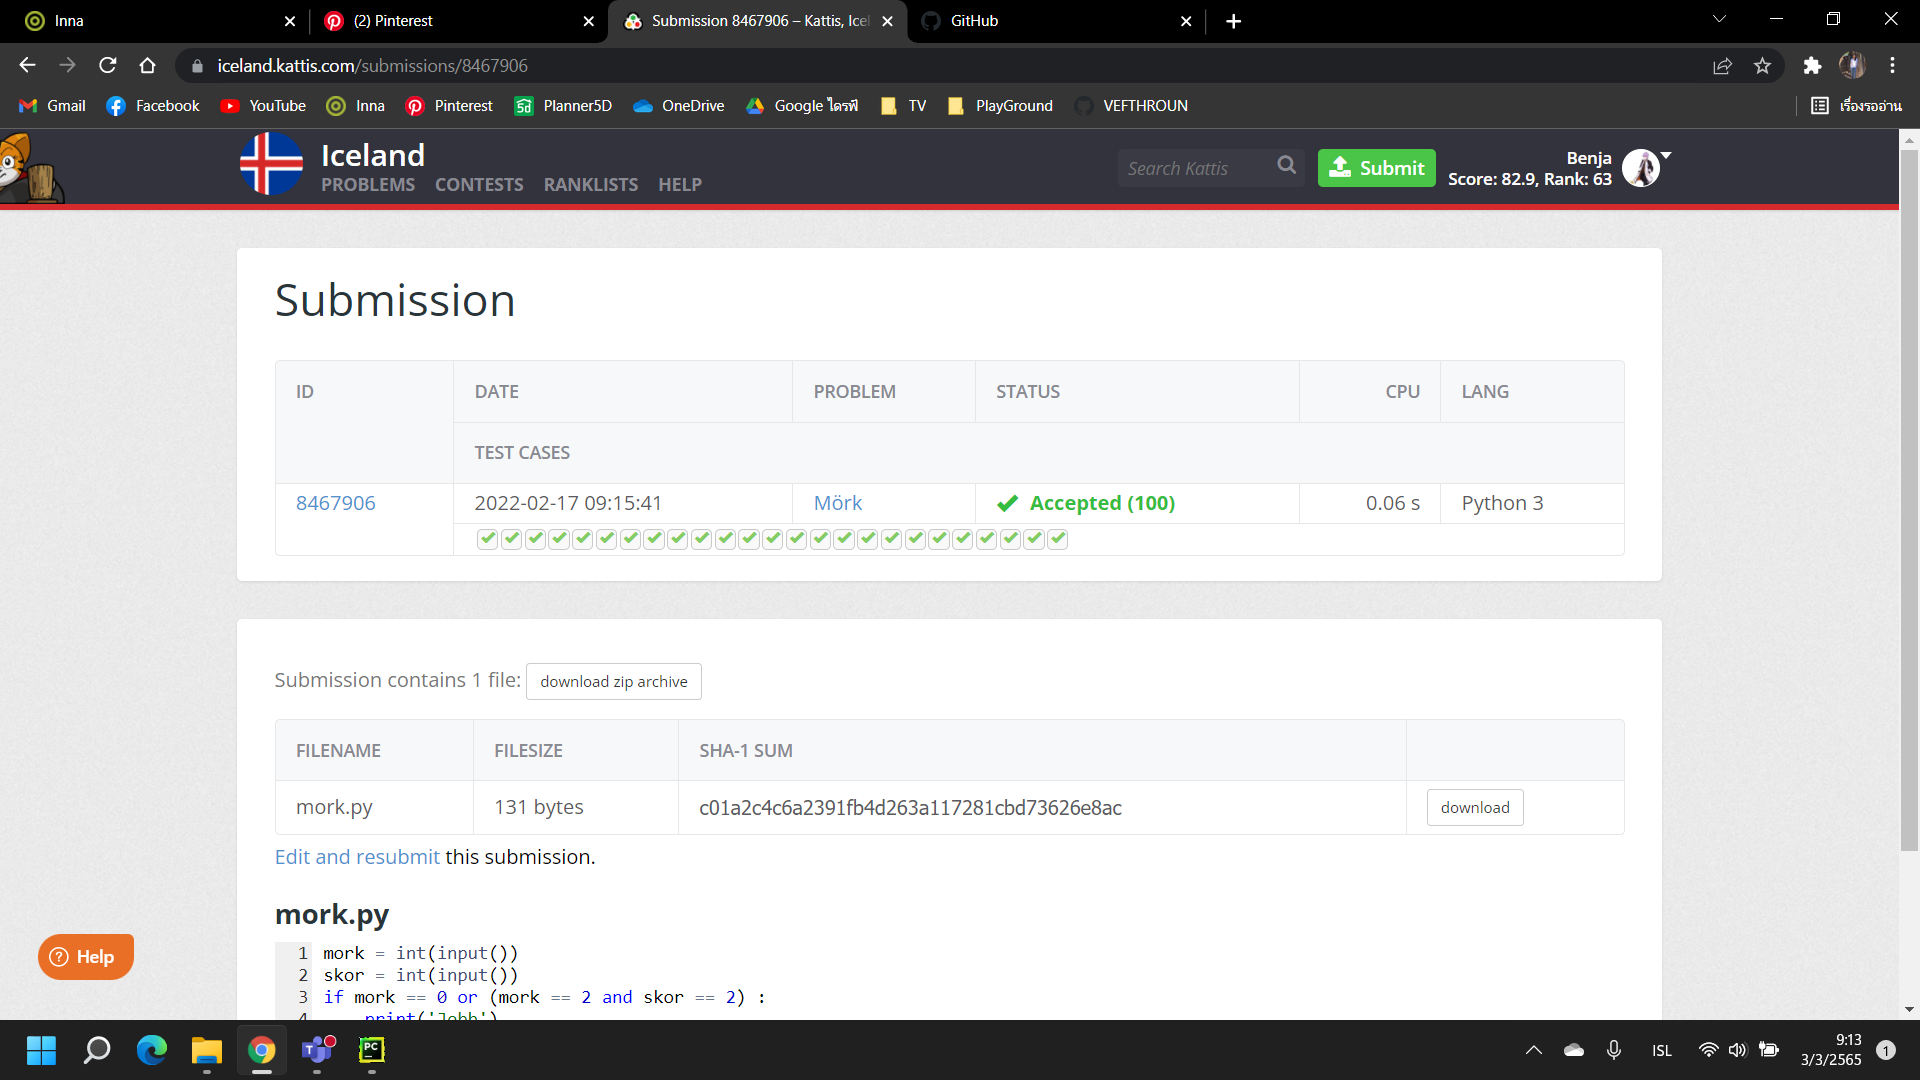 Inna
(2) Pinterest
Submission 8467906 – Kattis, Icel
GitHub
iceland.kattis.com/submissions/8467906
Gmail Facebook YouTube Inna Pinterest Planner5D OneDrive Google ไดรฟ์ TV PlayGround VEFTHROUN เรื่องรออ่าน
Iceland
PROBLEMS CONTESTS RANKLISTS HELP
Search Kattis
Submit
Benja
Score: 82.9, Rank: 63
Submission
ID DATE PROBLEM STATUS CPU LANG
TEST CASES
8467906 2022-02-17 09:15:41 Mörk Accepted (100) 0.06 s Python 3
Submission contains 1 file: download zip archive
FILENAME FILESIZE SHA-1 SUM
mork.py 131 bytes c01a2c4c6a2391fb4d263a117281cbd73626e8ac download
Edit and resubmit this submission.
mork.py
1 mork = int(input())
2 skor = int(input())
3 if mork == 0 or (mork == 2 and skor == 2) :
4 print('Jebb')
Help
PC
T
ISL
9:13
3/3/2565
1